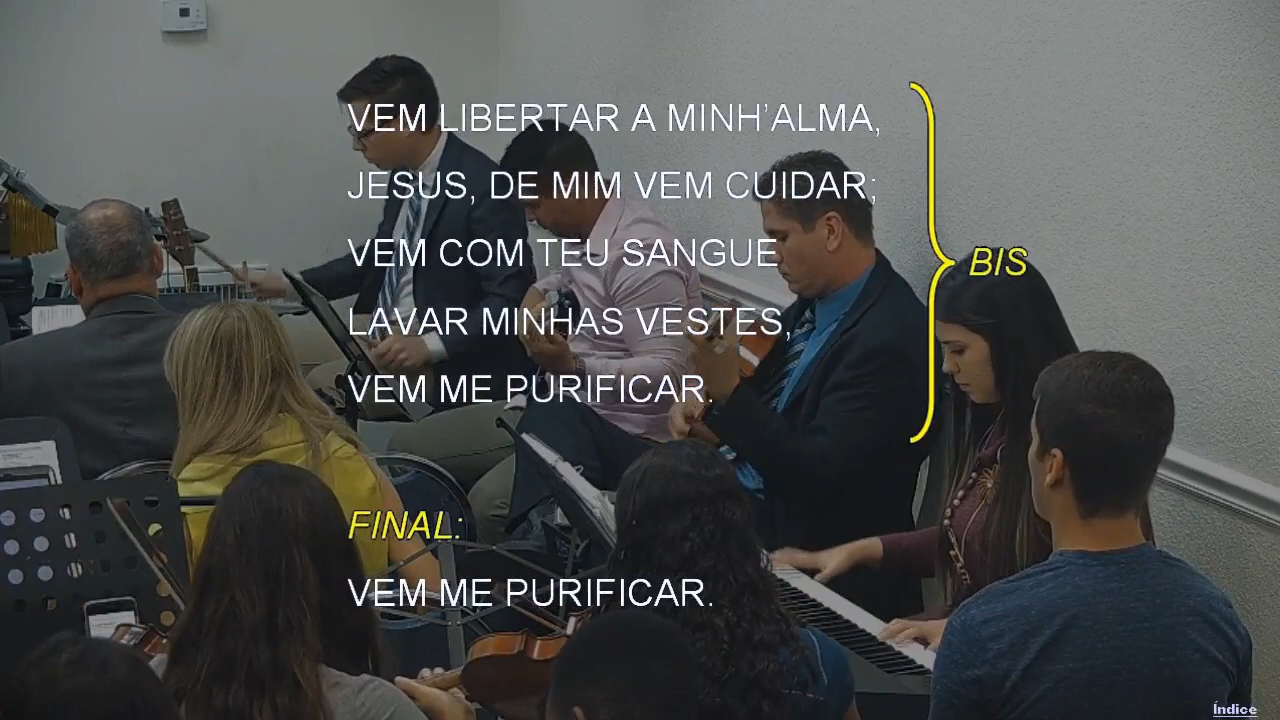 VEM LIBERTAR A MINH'ALMA,
JESUS, DE MIM VEM CUIDAR;
VEM COM TEU SANGUE
LAVAR MINHAS VESTES,
VEM ME PURIFICAR.
BIS
FINAL:
VEM ME PURIFICAR.
Índice